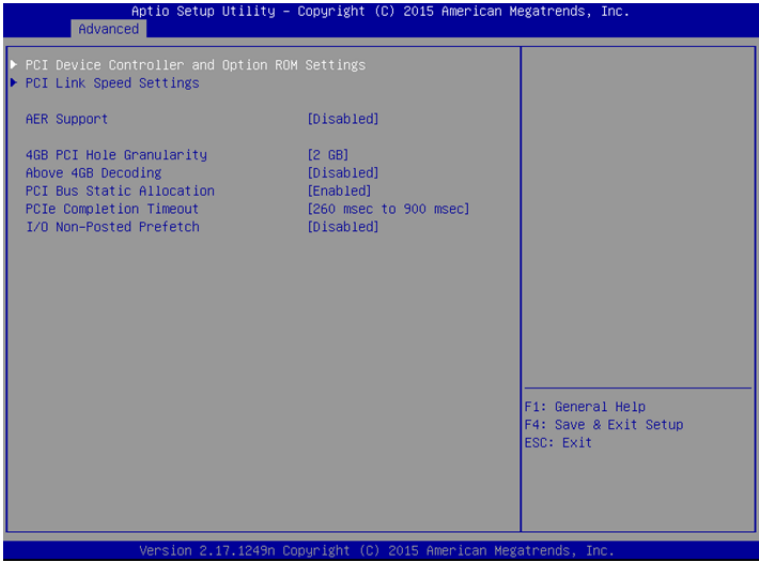 Aptio Setup Utility – Copyright (C) 2015 American Megatrends, Inc.
Advanced
PCI Device Controller and Option ROM Settings
PCI Link Speed Settings
AER Support [Disabled]
4GB PCI Hole Granularity [2 GB]
Above 4GB Decoding [Disabled]
PCI Bus Static Allocation [Enabled]
PCIe Completion Timeout [260 msec to 900 msec]
I/O Non-Posted Prefetch [Disabled]
F1: General Help
F4: Save & Exit Setup
ESC: Exit
Version 2.17.1249n Copyright (C) 2015 American Megatrends, Inc.